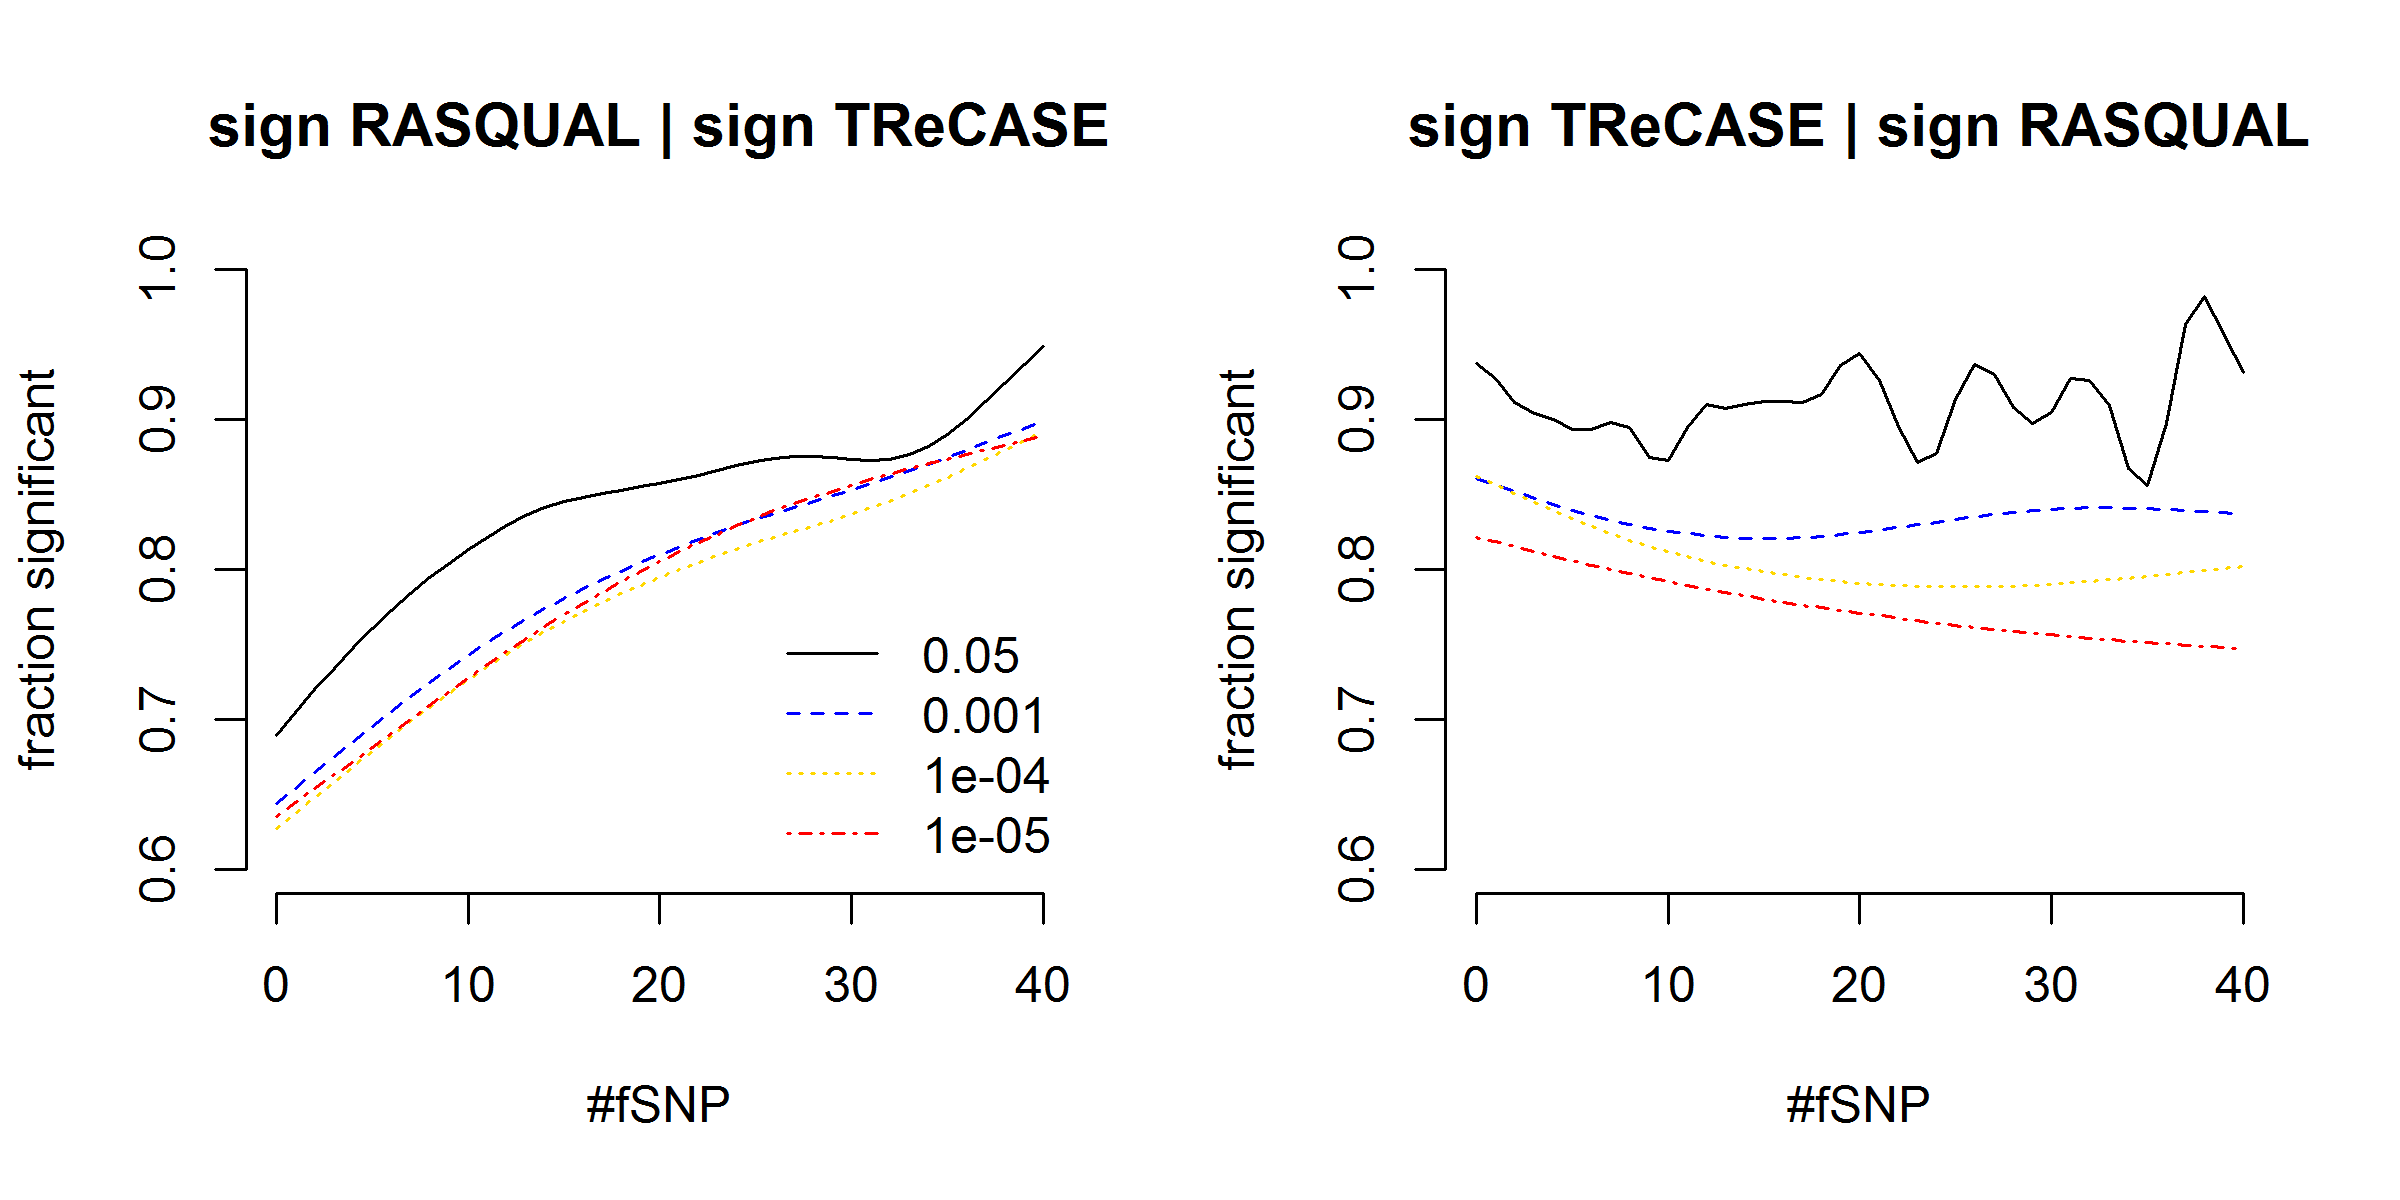 sign RASQUAL | sign TReCASE
fraction significant
1.0
0.9
0.8
0.7
0.6
0.05
0.001
1e-04
1e-05
0 10 20 30 40
#fSNP
sign TReCASE | sign RASQUAL
fraction significant
1.0
0.9
0.8
0.7
0.6
0 10 20 30 40
#fSNP